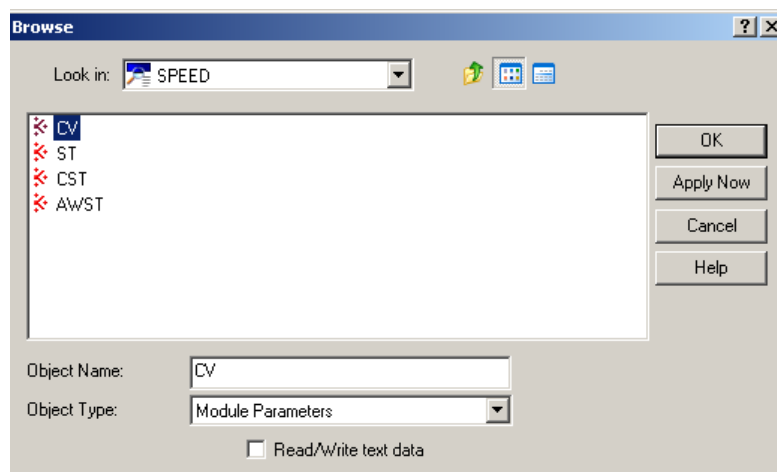 Browse
Look in: SPEED
CV
ST
CST
AWST
OK
Apply Now
Cancel
Help
Object Name: CV
Object Type: Module Parameters
Read/Write text data